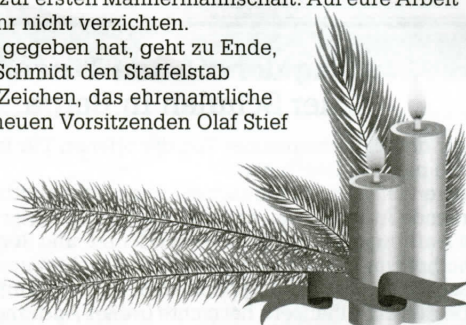 zur ersten Männermannschaft. Auf eure Arbeit
hr nicht verzichten.
gegeben hat, geht zu Ende,
Schmidt den Staffelstab
Zeichen, das ehrenamtliche
neuen Vorsitzenden Olaf Stief